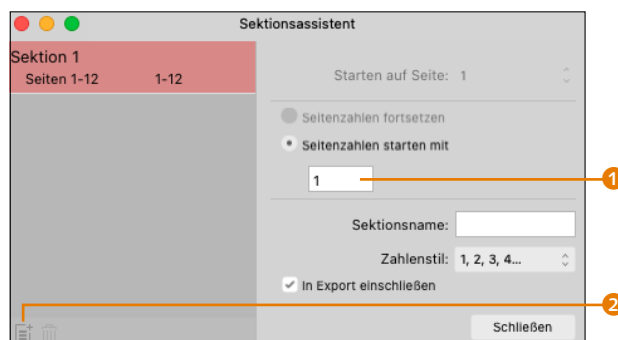 Sektionsassistent
Sektion 1
Seiten 1-12 1-12
Starten auf Seite: 1
Seitenzahlen fortsetzen
Seitenzahlen starten mit
1
1
Sektionsname:
Zahlenstil: 1, 2, 3, 4...
In Export einschließen
2
Schließen